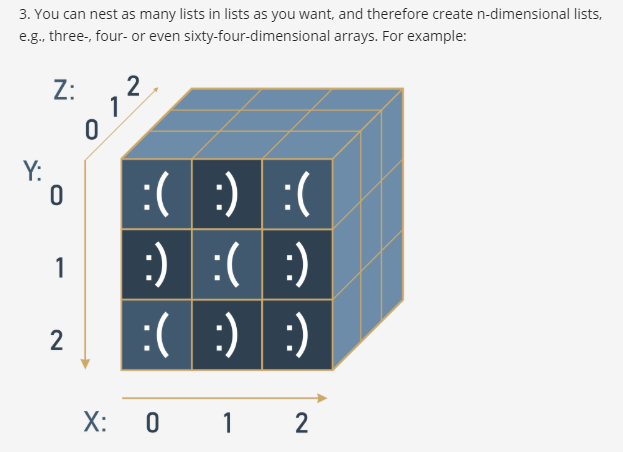 3. You can nest as many lists in lists as you want, and therefore create n-dimensional lists,
e.g., three-, four- or even sixty-four-dimensional arrays. For example:
Z: 0 1 2
Y:
0 :( :) :(
1 :) :( :)
2 :( :) :)
X: 0 1 2